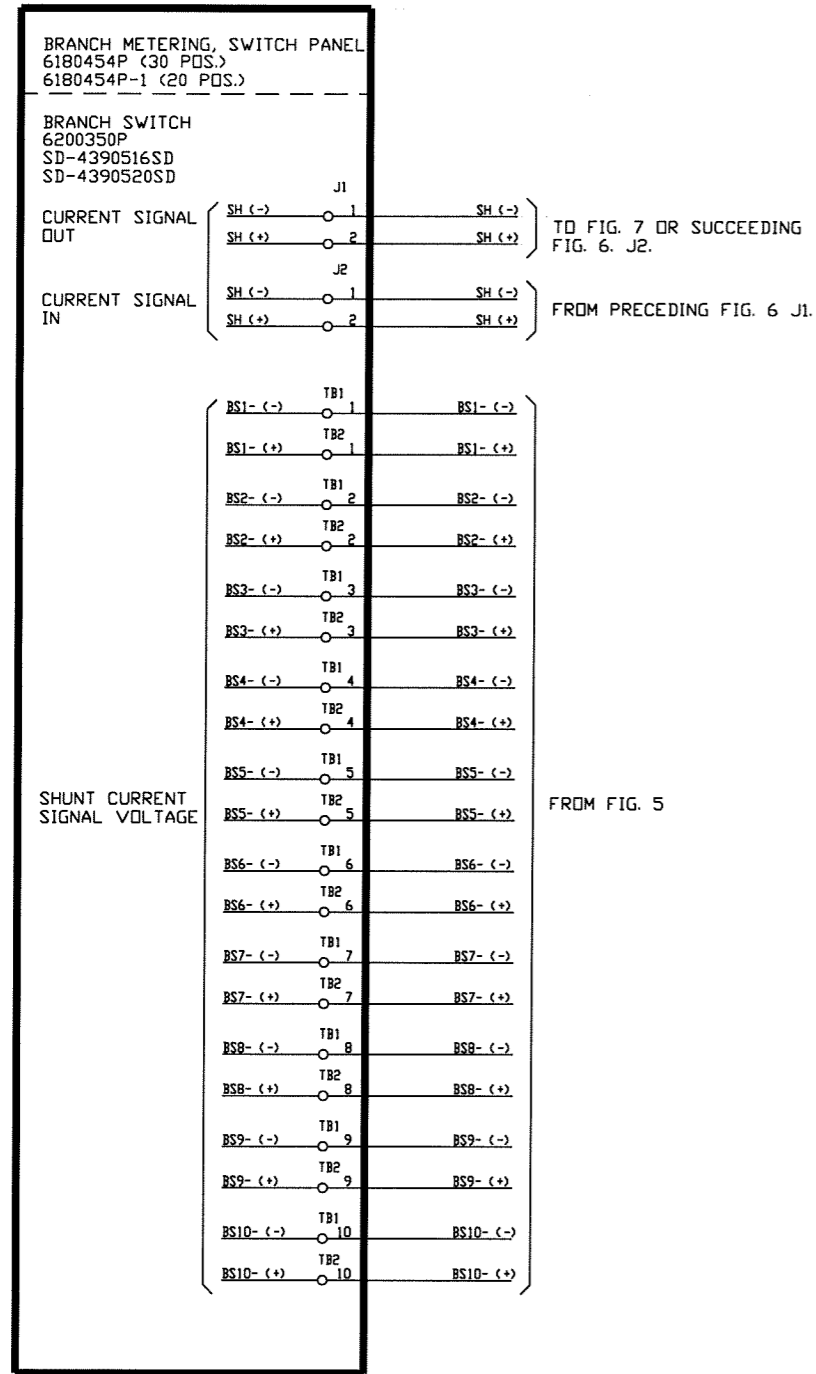 BRANCH METERING, SWITCH PANEL
6180454P (30 POS.)
6180454P-1 (20 POS.)
BRANCH SWITCH
6200350P
SD-4390516SD
SD-4390520SD
J1
CURRENT SIGNAL
OUT
SH (-) 1 SH (-)
SH (+) 2 SH (+)
TO FIG. 7 OR SUCCEEDING
FIG. 6. J2.
J2
CURRENT SIGNAL
IN
SH (-) 1 SH (-)
SH (+) 2 SH (+)
FROM PRECEDING FIG. 6 J1.
TB1
BS1- (-) 1 BS1- (-)
TB2
BS1- (+) 1 BS1- (+)
TB1
BS2- (-) 2 BS2- (-)
TB2
BS2- (+) 2 BS2- (+)
TB1
BS3- (-) 3 BS3- (-)
TB2
BS3- (+) 3 BS3- (+)
TB1
BS4- (-) 4 BS4- (-)
TB2
BS4- (+) 4 BS4- (+)
TB1
BS5- (-) 5 BS5- (-)
SHUNT CURRENT
SIGNAL VOLTAGE
TB2
BS5- (+) 5 BS5- (+)
FROM FIG. 5
TB1
BS6- (-) 6 BS6- (-)
TB2
BS6- (+) 6 BS6- (+)
TB1
BS7- (-) 7 BS7- (-)
TB2
BS7- (+) 7 BS7- (+)
TB1
BS8- (-) 8 BS8- (-)
TB2
BS8- (+) 8 BS8- (+)
TB1
BS9- (-) 9 BS9- (-)
TB2
BS9- (+) 9 BS9- (+)
TB1
BS10- (-) 10 BS10- (-)
TB2
BS10- (+) 10 BS10- (+)